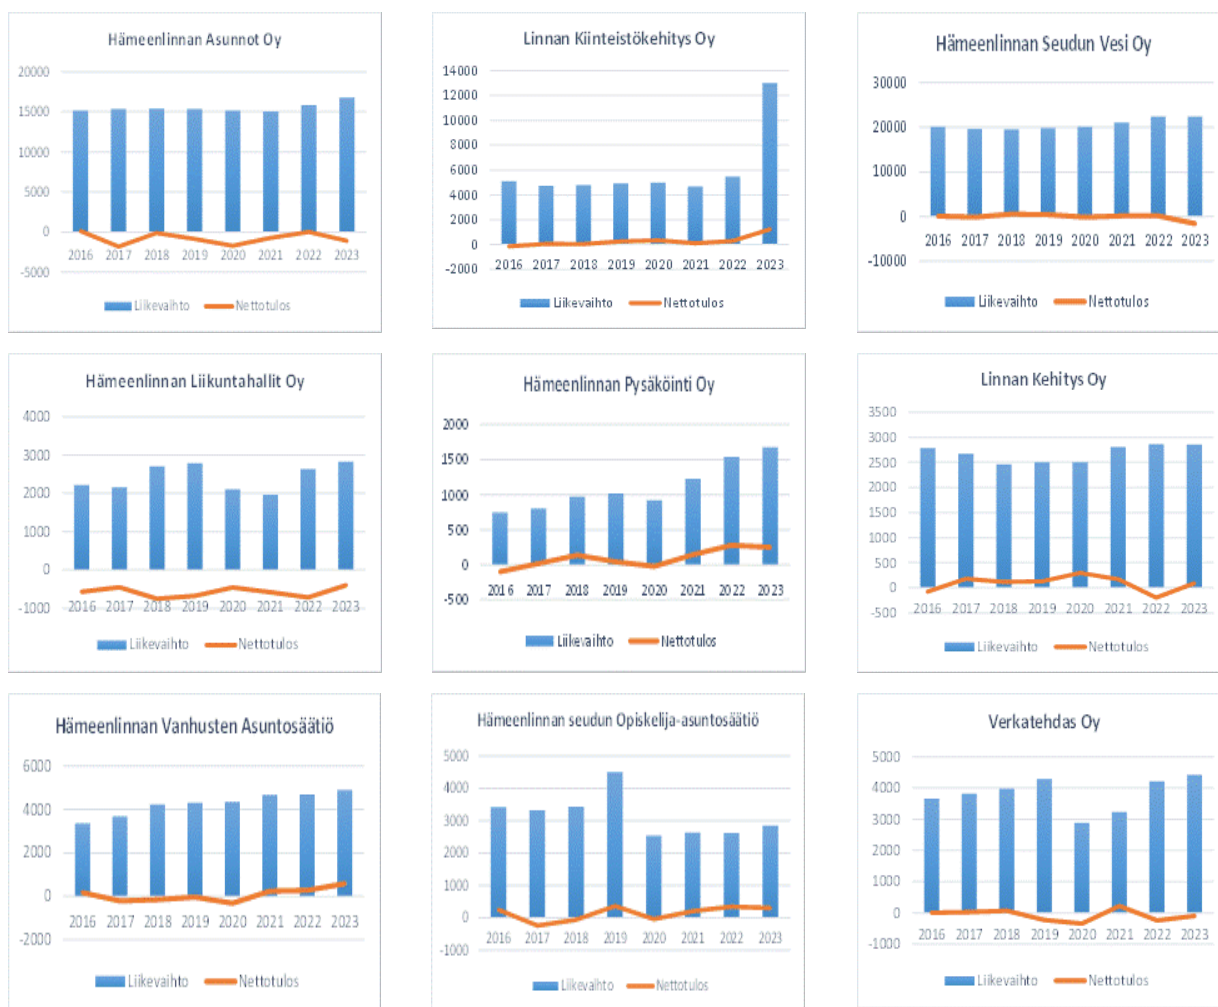 Hämeenlinnan Asunnot Oy
20000
15000
10000
5000
0
-5000
2016 2017 2018 2019 2020 2021 2022 2023
Liikevaihto Nettotulos
Linnan Kiinteistökehitys Oy
14000
12000
10000
8000
6000
4000
2000
0
-2000
2016 2017 2018 2019 2020 2021 2022 2023
Liikevaihto Nettotulos
Hämeenlinnan Seudun Vesi Oy
30000
20000
10000
0
-10000
2016 2017 2018 2019 2020 2021 2022 2023
Liikevaihto Nettotulos
Hämeenlinnan Liikuntahallit Oy
4000
3000
2000
1000
0
-1000
2016 2017 2018 2019 2020 2021 2022 2023
Liikevaihto Nettotulos
Hämeenlinnan Pysäköinti Oy
2000
1500
1000
500
0
-500
2016 2017 2018 2019 2020 2021 2022 2023
Liikevaihto Nettotulos
Linnan Kehitys Oy
3500
3000
2500
2000
1500
1000
500
0
-500
2016 2017 2018 2019 2020 2021 2022 2023
Liikevaihto Nettotulos
Hämeenlinnan Vanhusten Asuntosäätiö
6000
4000
2000
0
-2000
2016 2017 2018 2019 2020 2021 2022 2023
Liikevaihto Nettotulos
Hämeenlinnan seudun Opiskelija-asuntosäätiö
5000
4000
3000
2000
1000
0
-1000
2016 2017 2018 2019 2020 2021 2022 2023
Liikevaihto Nettotulos
Verkatehdas Oy
5000
4000
3000
2000
1000
0
-1000
2016 2017 2018 2019 2020 2021 2022 2023
Liikevaihto Nettotulos